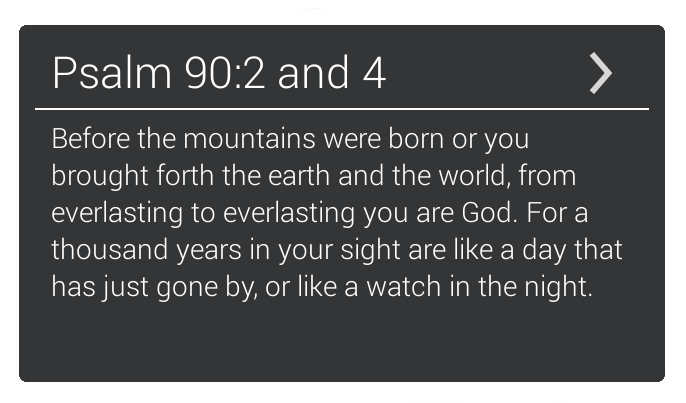 Psalm 90:2 and 4
Before the mountains were born or you
brought forth the earth and the world, from
everlasting to everlasting you are God. For a
thousand years in your sight are like a day that
has just gone by, or like a watch in the night.